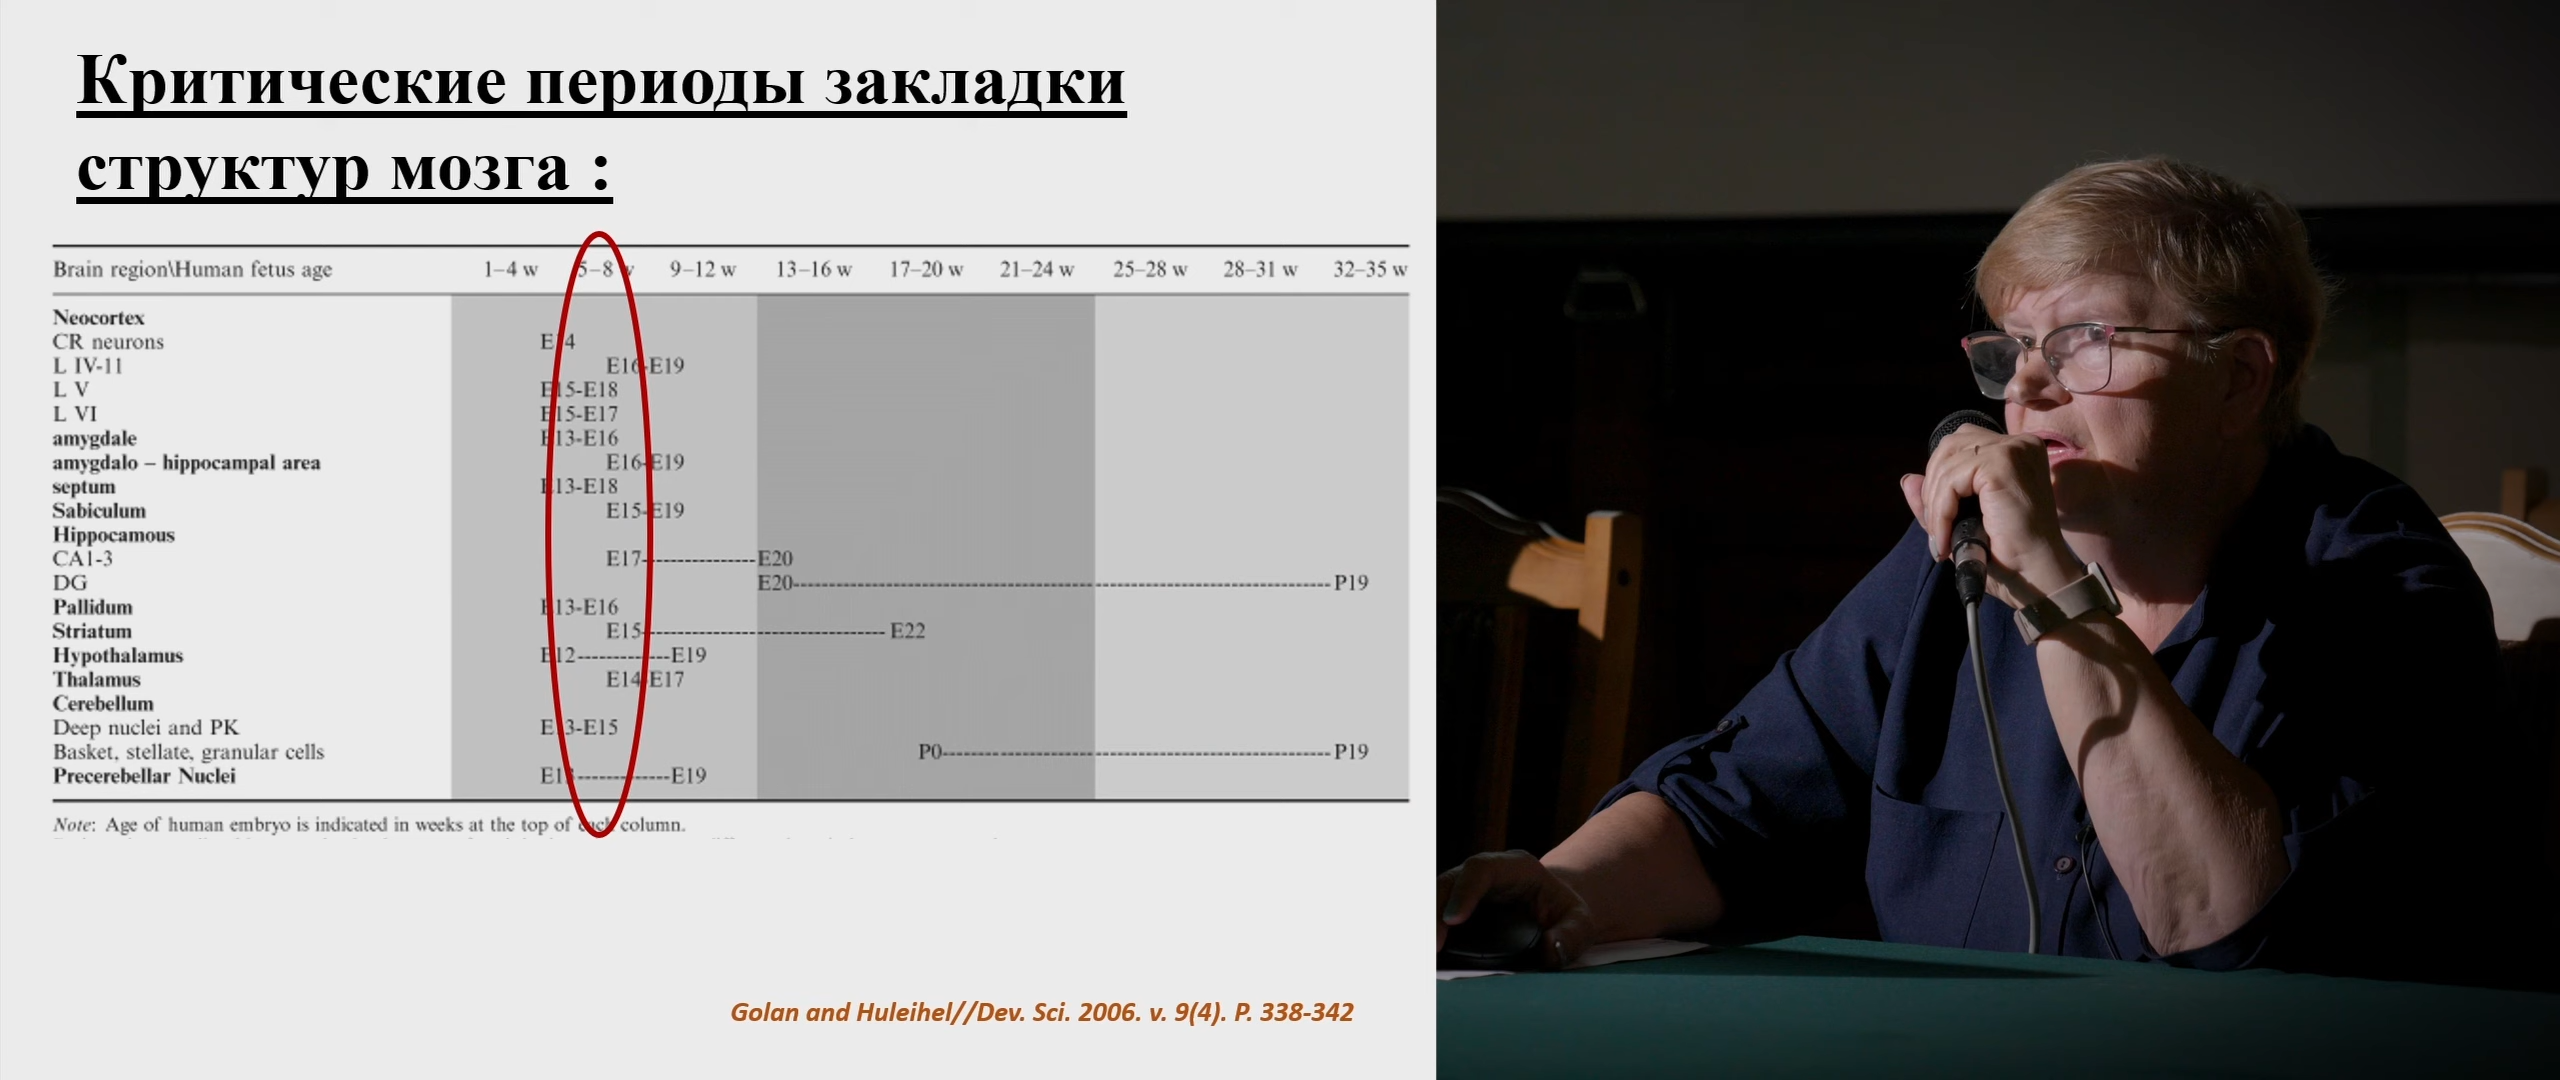 Критические периоды закладки
структур мозга :
Brain region\Human fetus age 1–4 w 5–8 w 9–12 w 13–16 w 17–20 w 21–24 w 25–28 w 28–31 w 32–35 w
Neocortex
CR neurons E14
L IV-11 E16-E19
L V E15-E18
L VI E15-E17
amygdale E13-E16
amygdalo – hippocampal area E16-E19
septum E13-E18
Sabiculum E15-E19
Hippocamous
CA1-3 E17-----------E20
DG E20------------------------------------------------P19
Pallidum E13-E16
Striatum E15---------------------E22
Hypothalamus E12---------E19
Thalamus E14-E17
Cerebellum
Deep nuclei and PK E13-E15
Basket, stellate, granular cells P0-----------------------------------P19
Precerebellar Nuclei E13---------E19
Note: Age of human embryo is indicated in weeks at the top of each column.
Golan and Huleihel//Dev. Sci. 2006. v. 9(4). P. 338-342